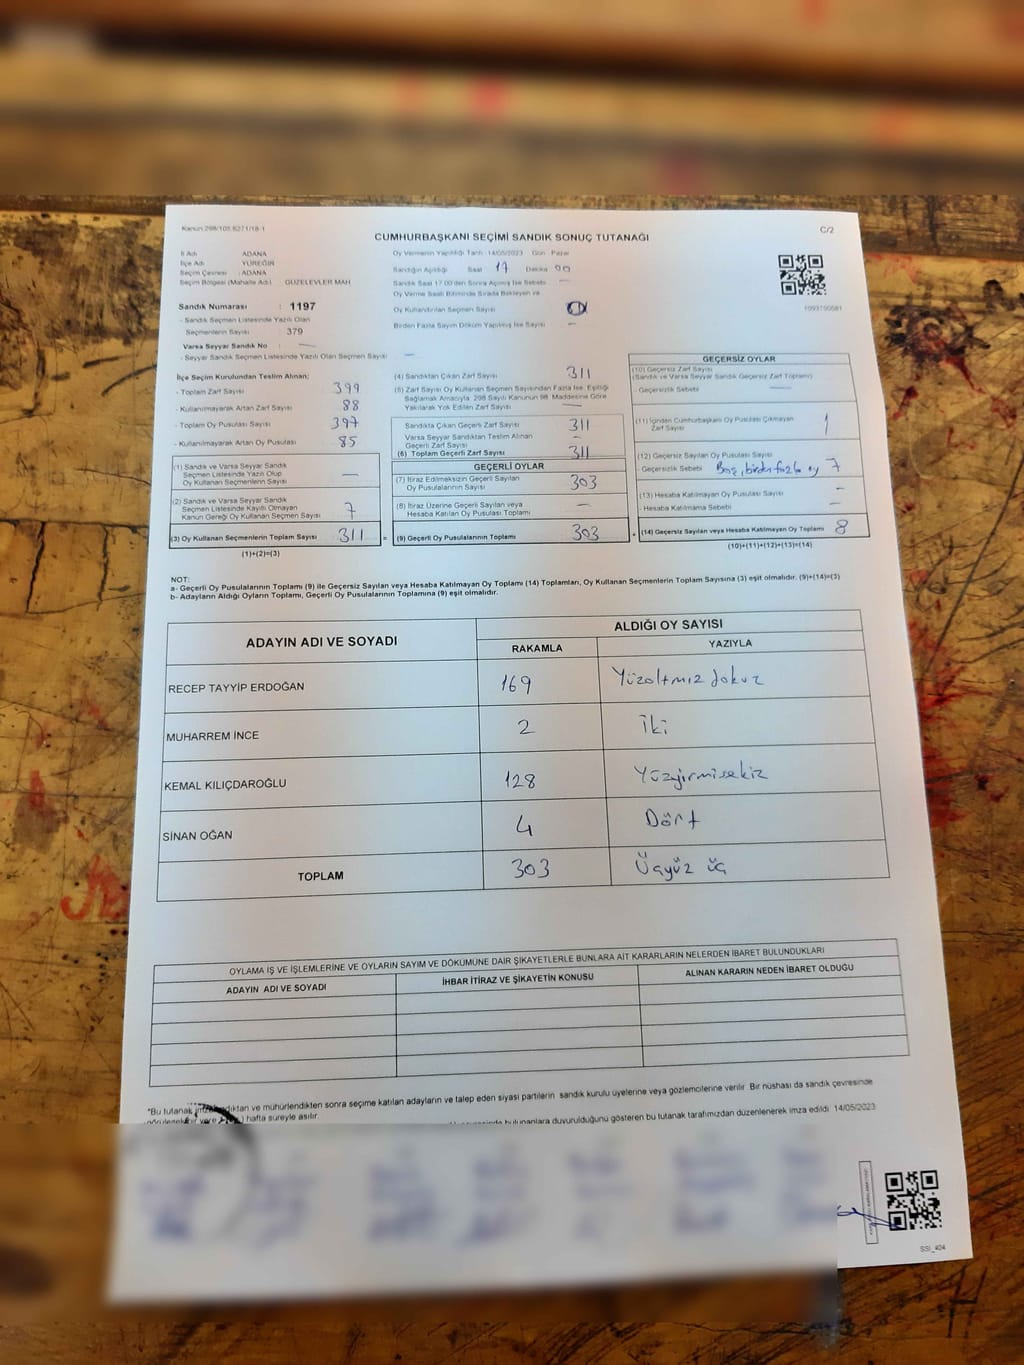 Kanun 298/105 6271/18-1
C/2
CUMHURBAŞKANI SEÇİMİ SANDIK SONUÇ TUTANAĞI
İl Adı ADANA
İlçe Adı YÜREĞİR
Seçim Çevresi : ADANA
Seçim Bölgesi (Mahalle Adı) GÜZELEVLER MAH
Sandık Numarası : 1197
- Sandık Seçmen Listesinde Yazılı Olan
Seçmenlerin Sayısı 379
Varsa Seyyar Sandık No —
- Seyyar Sandık Seçmen Listesinde Yazılı Olan Seçmen Sayısı —
Oy Vermenin Yapıldığı Tarih 14/05/2023 Gün Pazar
Sandığın Açıldığı Saat 17 Dakika 00
Sandık Saat 17.00'den Sonra Açılmış İse Sebebi —
Oy Verme Saati Bitiminde Sırada Bekleyen ve
Oy Kullandırılan Seçmen Sayısı
Birden Fazla Sayım Döküm Yapılmış İse Sayısı —
1093700581
İlçe Seçim Kurulundan Teslim Alınan;
- Toplam Zarf Sayısı 399
- Kullanılmayarak Artan Zarf Sayısı 88
- Toplam Oy Pusulası Sayısı 397
- Kullanılmayarak Artan Oy Pusulası 85
(1) Sandık ve Varsa Seyyar Sandık
Seçmen Listesinde Yazılı Olup
Oy Kullanan Seçmenlerin Sayısı —
(2) Sandık ve Varsa Seyyar Sandık
Seçmen Listesinde Kayıtlı Olmayan
Kanun Gereği Oy Kullanan Seçmen Sayısı 7
(3) Oy Kullanan Seçmenlerin Toplam Sayısı 311 =
(1)+(2)=(3)
(4) Sandıktan Çıkan Zarf Sayısı 311
(5) Zarf Sayısı Oy Kullanan Seçmen Sayısından Fazla İse, Eşitliği
Sağlamak Amacıyla, 298 Sayılı Kanunun 98. Maddesine Göre
Yakılarak Yok Edilen Zarf Sayısı —
Sandıkta Çıkan Geçerli Zarf Sayısı 311
Varsa Seyyar Sandıktan Teslim Alınan
Geçerli Zarf Sayısı –
(6) Toplam Geçerli Zarf Sayısı 311
GEÇERLİ OYLAR
(7) İtiraz Edilmeksizin Geçerli Sayılan
Oy Pusulalarının Sayısı 303
(8) İtiraz Üzerine Geçerli Sayılan veya
Hesaba Katılan Oy Pusulası Toplamı —
(9) Geçerli Oy Pusulalarının Toplamı 303 +
GEÇERSİZ OYLAR
(10) Geçersiz Zarf Sayısı
(Sandık ve Varsa Seyyar Sandık Geçersiz Zarf Toplamı)
- Geçersizlik Sebebi —
(11) İçinden Cumhurbaşkanı Oy Pusulası Çıkmayan
Zarf Sayısı 1
(12) Geçersiz Sayılan Oy Pusulası Sayısı
- Geçersizlik Sebebi Boş, birden fazla oy 7
(13) Hesaba Katılmayan Oy Pusulası Sayısı –
- Hesaba Katılmama Sebebi –
(14) Geçersiz Sayılan veya Hesaba Katılmayan Oy Toplamı 8
(10)+(11)+(12)+(13)=(14)
NOT:
a- Geçerli Oy Pusulalarının Toplamı (9) ile Geçersiz Sayılan veya Hesaba Katılmayan Oy Toplamı (14) Toplamları, Oy Kullanan Seçmenlerin Toplam Sayısına (3) eşit olmalıdır. (9)+(14)=(3)
b- Adayların Aldığı Oyların Toplamı, Geçerli Oy Pusulalarının Toplamına (9) eşit olmalıdır.
ADAYIN ADI VE SOYADI
ALDIĞI OY SAYISI
RAKAMLA YAZIYLA
RECEP TAYYİP ERDOĞAN 169 Yüzaltmız dokuz
MUHARREM İNCE 2 İki
KEMAL KILIÇDAROĞLU 128 Yüzyirmisekiz
SİNAN OĞAN 4 Dört
TOPLAM 303 Üçyüz üç
OYLAMA İŞ VE İŞLEMLERİNE VE OYLARIN SAYIM VE DÖKÜMÜNE DAİR ŞİKAYETLERLE BUNLARA AİT KARARLARIN NELERDEN İBARET BULUNDUKLARI
ADAYIN ADI VE SOYADI İHBAR İTİRAZ VE ŞİKAYETİN KONUSU ALINAN KARARIN NEDEN İBARET OLDUĞU
"Bu tutanak ve mühürlendikten sonra seçime katılan adayların ve talep eden siyasi partilerin sandık kurulu üyelerine veya gözlemcilerine verilir. Bir nüshası da sandık çevresinde
hafta süreyle asılır.
bulunanlara duyurulduğunu gösteren bu tutanak tarafımızdan düzenlenerek imza edildi. 14/05/2023
SSI_404